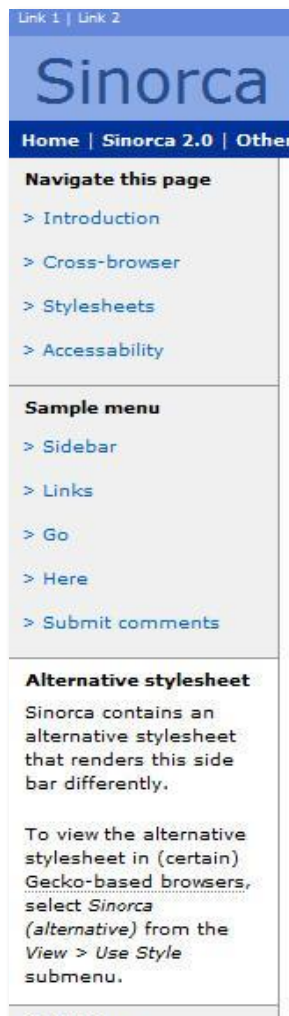 Link 1 | Link 2
Sinorca
Home | Sinorca 2.0 | Other
Navigate this page
> Introduction
> Cross-browser
> Stylesheets
> Accessability
Sample menu
> Sidebar
> Links
> Go
> Here
> Submit comments
Alternative stylesheet
Sinorca contains an
alternative stylesheet
that renders this side
bar differently.
To view the alternative
stylesheet in (certain)
Gecko-based browsers,
select Sinorca
(alternative) from the
View > Use Style
submenu.